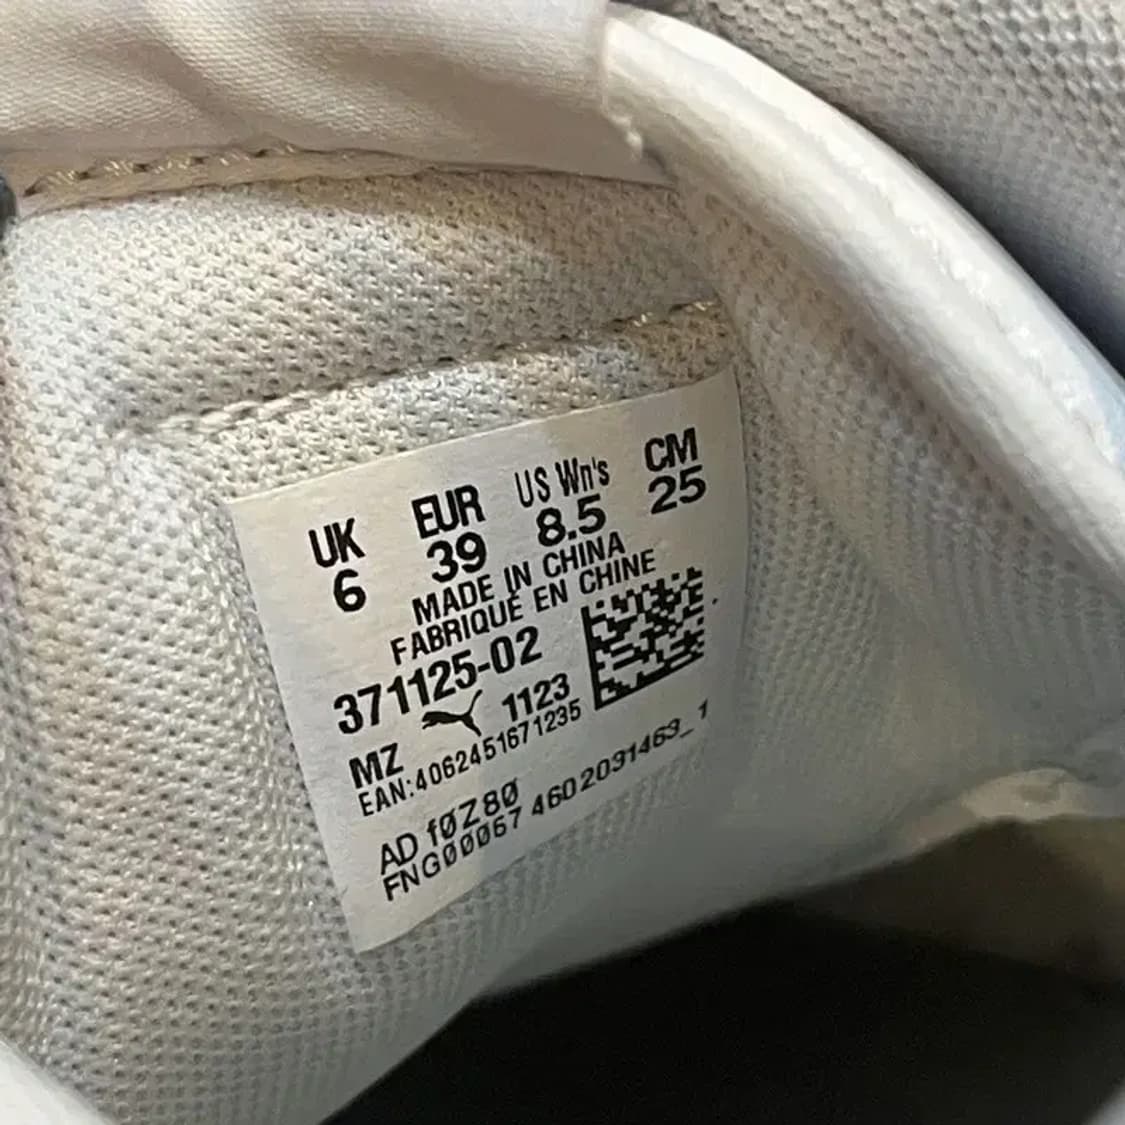 UK EUR US Wn's CM
6 39 8.5 25
MADE IN CHINA
FABRIQUÉ EN CHINE
371125-02
MZ 1123
EAN:4062451671235
AD f0Z80
FNG00067 4602031463_1